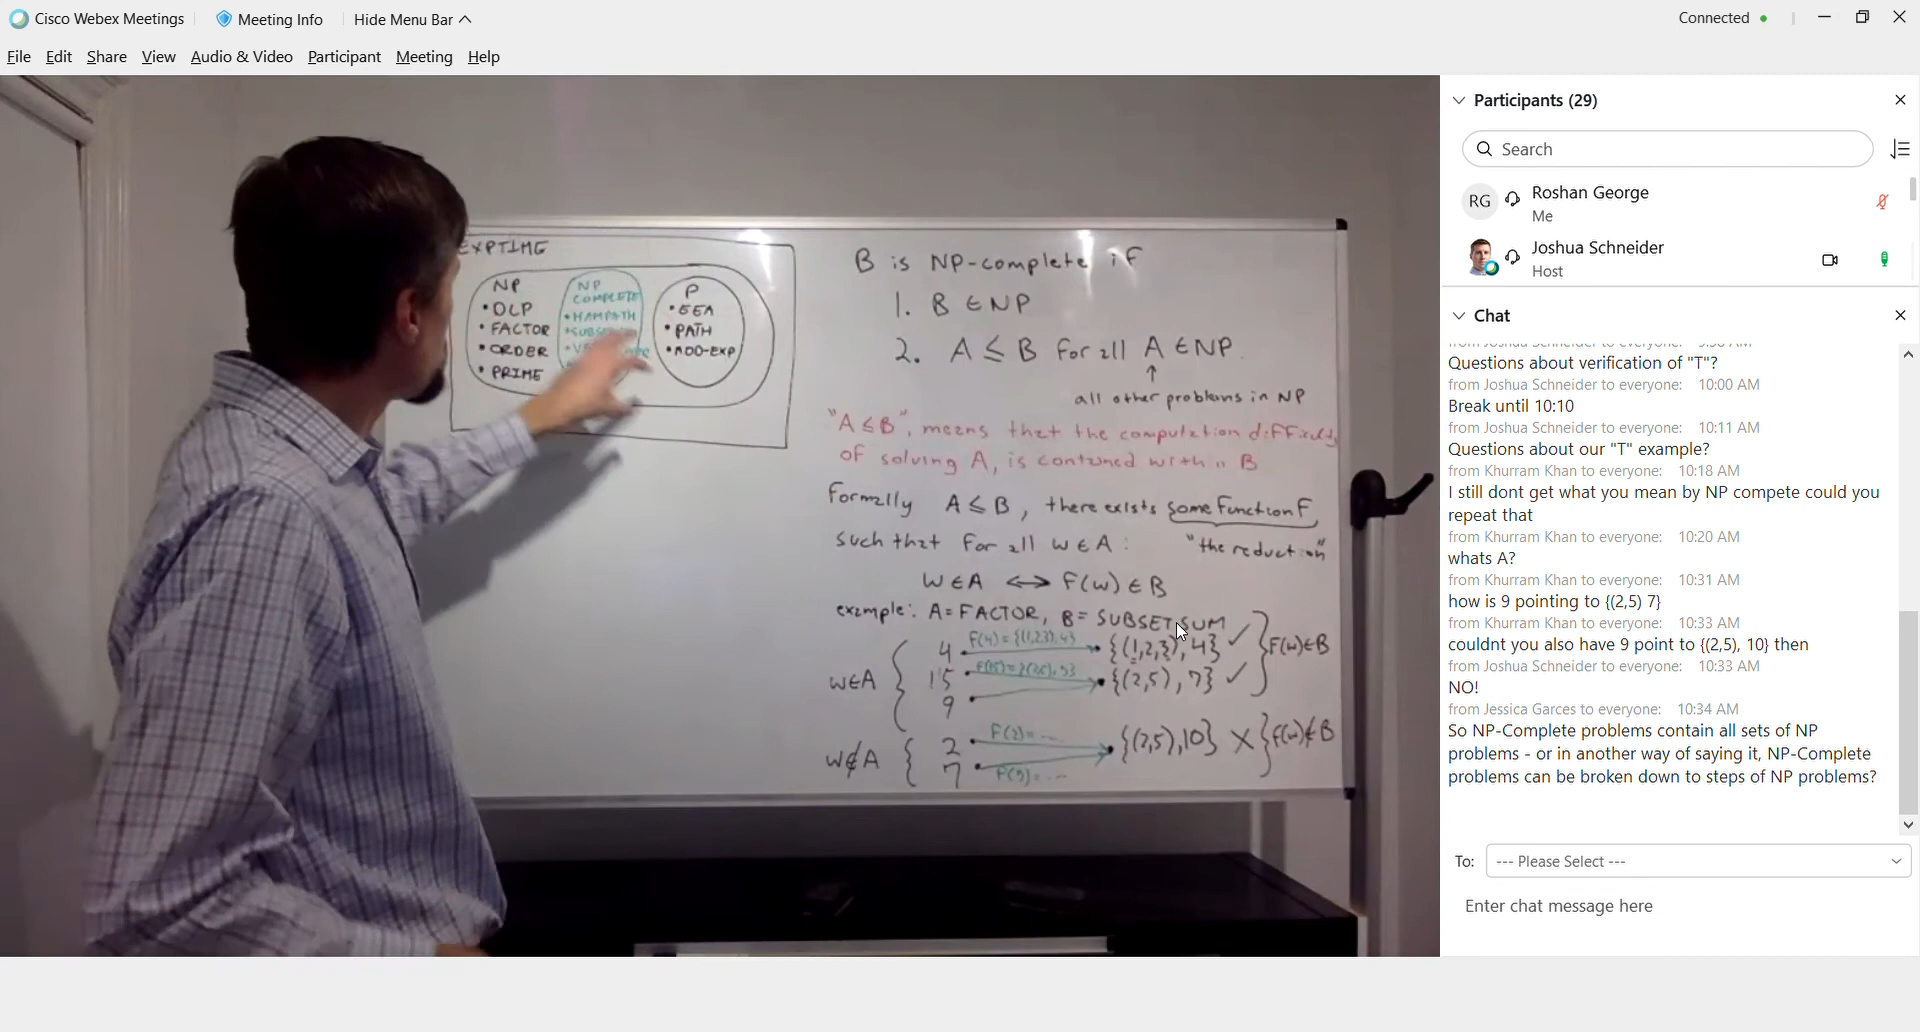 Cisco Webex Meetings
Meeting Info
Hide Menu Bar
Connected
File Edit Share View Audio & Video Participant Meeting Help
EXPTIME
NP
• DLP
• FACTOR
• ORDER
• PRIME
NP
COMPLETE
• HAMPATH
P
• EEA
• PATH
• MOD-EXP
B is NP-complete if
1. B ∈ NP
2. A ≤ B for all A ∈ NP
↑
all other problems in NP
"A ≤ B", means that the computation difficulty
of solving A, is contained within B
Formally A ≤ B, there exists some function F,
such that for all w ∈ A: "the reduction"
w ∈ A ↔ F(w) ∈ B
example: A = FACTOR, B = SUBSET SUM
w∈A { 4 F(4) = {(1,2,3), 4} {(1,2,3), 4} ✓ } F(w)∈B
15 {(2,5), 7} ✓
9
w∉A { 2 F(2) = ... {(2,5), 10} X } F(w)∉B
7
Participants (29)
Search
RG
Roshan George
Me
Joshua Schneider
Host
Chat
Questions about verification of "T"?
from Joshua Schneider to everyone: 10:00 AM
Break until 10:10
from Joshua Schneider to everyone: 10:11 AM
Questions about our "T" example?
from Khurram Khan to everyone: 10:18 AM
I still dont get what you mean by NP compete could you
repeat that
from Khurram Khan to everyone: 10:20 AM
whats A?
from Khurram Khan to everyone: 10:31 AM
how is 9 pointing to {(2,5) 7}
from Khurram Khan to everyone: 10:33 AM
couldnt you also have 9 point to {(2,5), 10} then
from Joshua Schneider to everyone: 10:33 AM
NO!
from Jessica Garces to everyone: 10:34 AM
So NP-Complete problems contain all sets of NP
problems - or in another way of saying it, NP-Complete
problems can be broken down to steps of NP problems?
To: --- Please Select ---
Enter chat message here